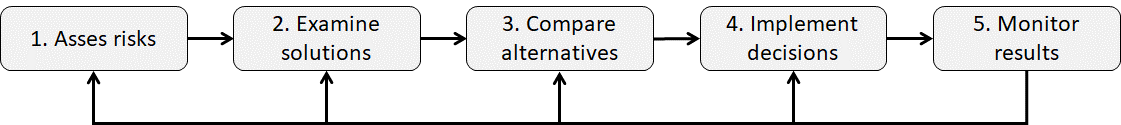 1. Asses risks
2. Examine
solutions
3. Compare
alternatives
4. Implement
decisions
5. Monitor
results